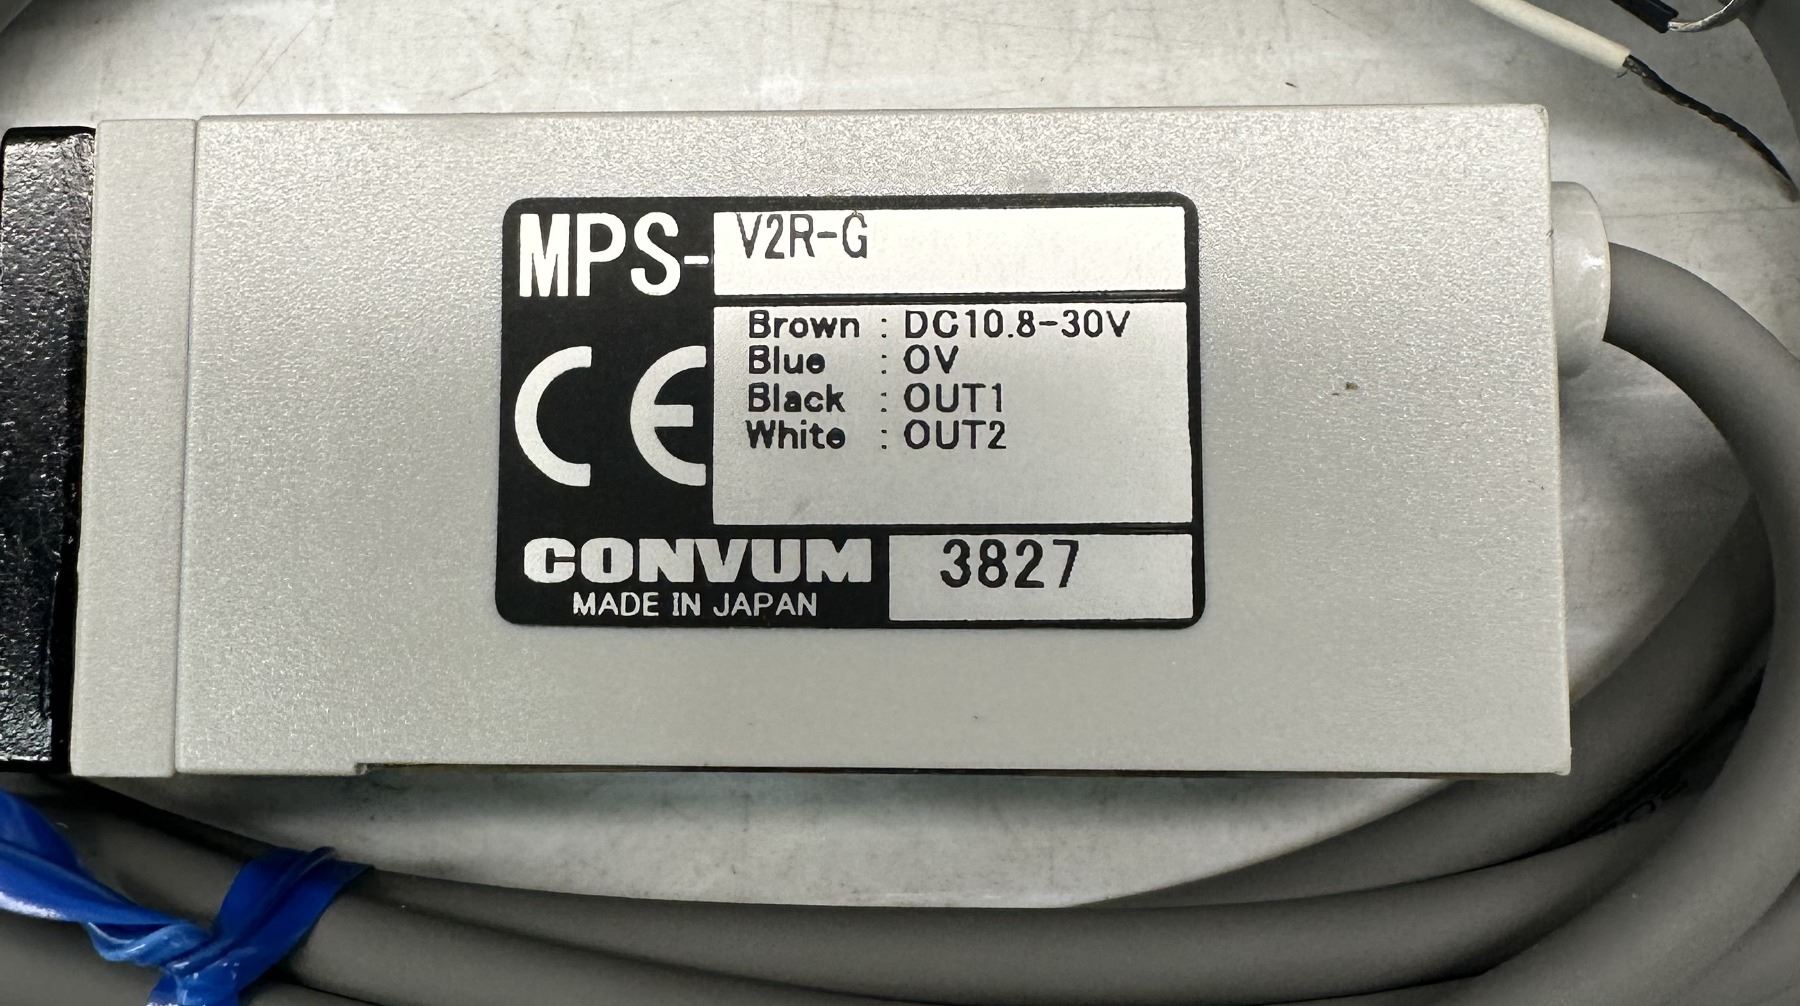 MPS-V2R-G
Brown : DC10.8-30V
Blue : 0V
Black : OUT1
White : OUT2
CE
CONVUM 3827
MADE IN JAPAN